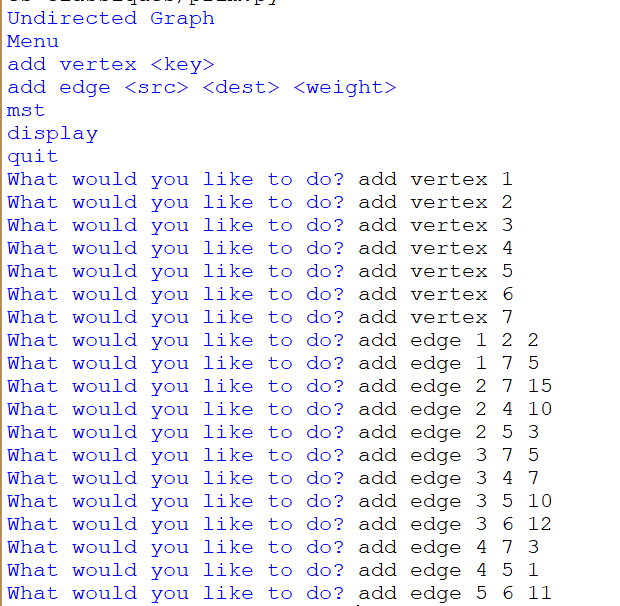 Undirected Graph
Menu
add vertex <key>
add edge <src> <dest> <weight>
mst
display
quit
What would you like to do? add vertex 1
What would you like to do? add vertex 2
What would you like to do? add vertex 3
What would you like to do? add vertex 4
What would you like to do? add vertex 5
What would you like to do? add vertex 6
What would you like to do? add vertex 7
What would you like to do? add edge 1 2 2
What would you like to do? add edge 1 7 5
What would you like to do? add edge 2 7 15
What would you like to do? add edge 2 4 10
What would you like to do? add edge 2 5 3
What would you like to do? add edge 3 7 5
What would you like to do? add edge 3 4 7
What would you like to do? add edge 3 5 10
What would you like to do? add edge 3 6 12
What would you like to do? add edge 4 7 3
What would you like to do? add edge 4 5 1
What would you like to do? add edge 5 6 11